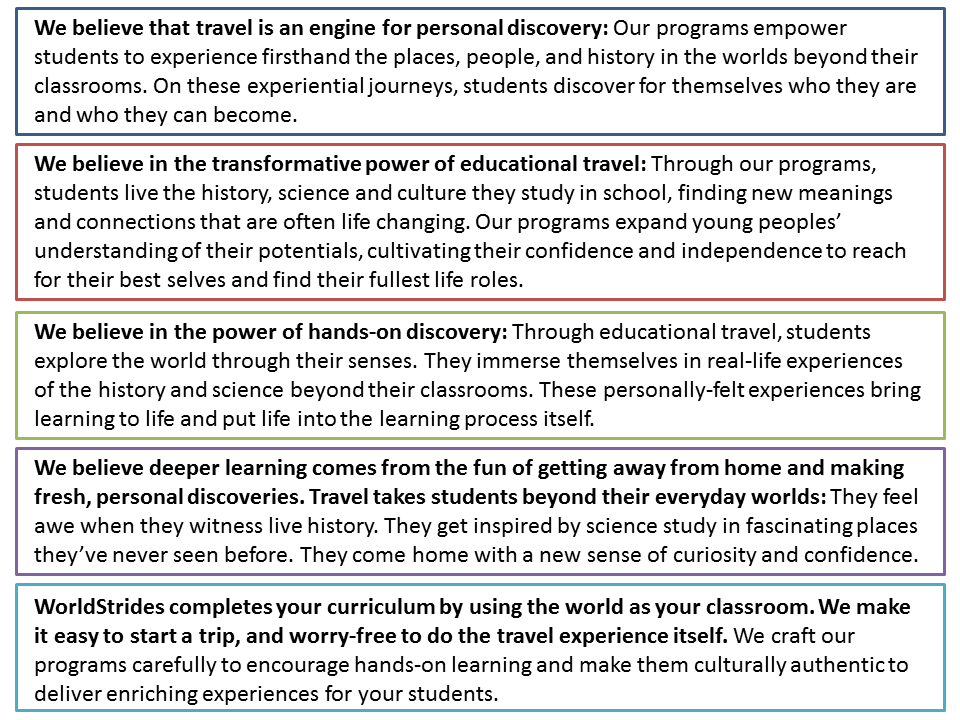 We believe that travel is an engine for personal discovery: Our programs empower
students to experience firsthand the places, people, and history in the worlds beyond their
classrooms. On these experiential journeys, students discover for themselves who they are
and who they can become.
We believe in the transformative power of educational travel: Through our programs,
students live the history, science and culture they study in school, finding new meanings
and connections that are often life changing. Our programs expand young peoples’
understanding of their potentials, cultivating their confidence and independence to reach
for their best selves and find their fullest life roles.
We believe in the power of hands-on discovery: Through educational travel, students
explore the world through their senses. They immerse themselves in real-life experiences
of the history and science beyond their classrooms. These personally-felt experiences bring
learning to life and put life into the learning process itself.
We believe deeper learning comes from the fun of getting away from home and making
fresh, personal discoveries. Travel takes students beyond their everyday worlds: They feel
awe when they witness live history. They get inspired by science study in fascinating places
they’ve never seen before. They come home with a new sense of curiosity and confidence.
WorldStrides completes your curriculum by using the world as your classroom. We make
it easy to start a trip, and worry-free to do the travel experience itself. We craft our
programs carefully to encourage hands-on learning and make them culturally authentic to
deliver enriching experiences for your students.